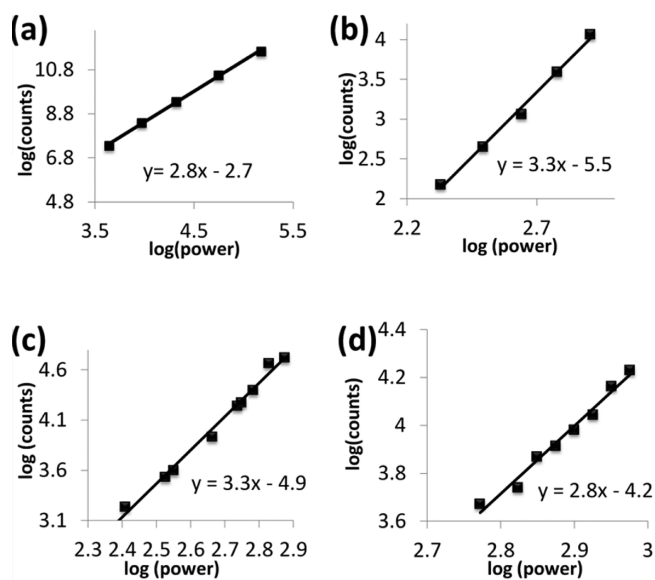 (a)
10.8
8.8
6.8
4.8
log(counts)
y= 2.8x - 2.7
3.5 4.5 5.5
log(power)
(b)
4
3.5
3
2.5
2
log(counts)
y = 3.3x - 5.5
2.2 2.7
log (power)
(c)
4.6
4.1
3.6
3.1
log (counts)
y = 3.3x - 4.9
2.3 2.4 2.5 2.6 2.7 2.8 2.9
log (power)
(d)
4.4
4.2
4
3.8
3.6
log(counts)
y = 2.8x - 4.2
2.7 2.8 2.9 3
log (power)